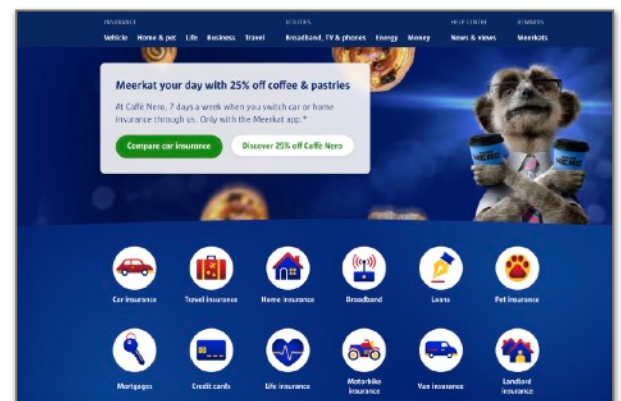 INSURANCE UTILITIES HELP CENTRE REWARDS
Vehicle Home & pet Life Business Travel Broadband, TV & phones Energy Money News & views Meerkats
Meerkat your day with 25% off coffee & pastries
At Caffè Nero, 7 days a week when you switch car or home
insurance through us. Only with the Meerkat app.*
Compare car insurance Discover 25% off Caffè Nero
NERO NERO
Car insurance Travel insurance Home insurance Broadband Loans Pet insurance
Mortgages Credit cards Life insurance Motorbike insurance Van insurance Landlord insurance